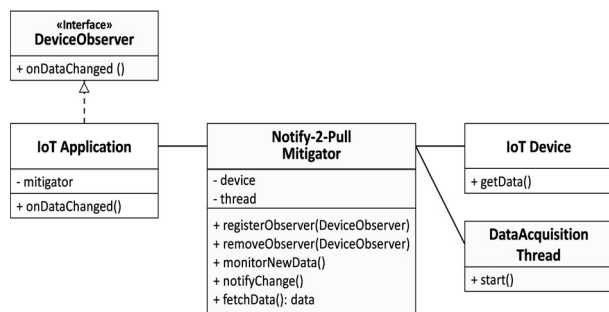 «Interface»
DeviceObserver
+ onDataChanged ()
IoT Application
- mitigator
+ onDataChanged()
Notify-2-Pull
Mitigator
- device
- thread
+ registerObserver(DeviceObserver)
+ removeObserver(DeviceObserver)
+ monitorNewData()
+ notifyChange()
+ fetchData(): data
IoT Device
+ getData()
DataAcquisition
Thread
+ start()